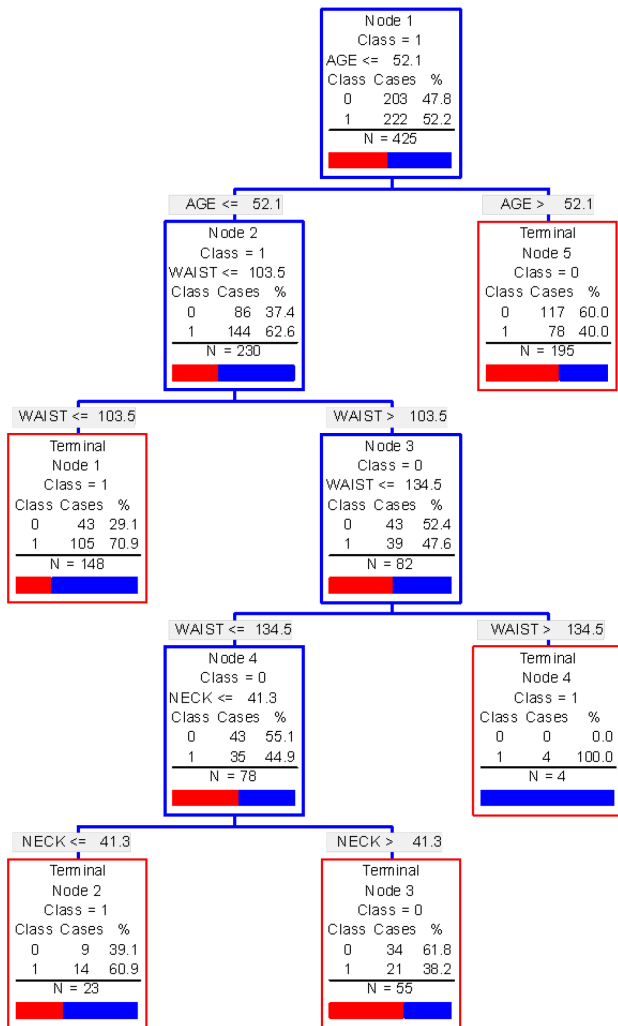 Node 1
Class = 1
AGE <= 52.1
Class Cases %
0 203 47.8
1 222 52.2
N = 425
AGE <= 52.1
AGE > 52.1
Node 2
Class = 1
WAIST <= 103.5
Class Cases %
0 86 37.4
1 144 62.6
N = 230
Terminal
Node 5
Class = 0
Class Cases %
0 117 60.0
1 78 40.0
N = 195
WAIST <= 103.5
WAIST > 103.5
Terminal
Node 1
Class = 1
Class Cases %
0 43 29.1
1 105 70.9
N = 148
Node 3
Class = 0
WAIST <= 134.5
Class Cases %
0 43 52.4
1 39 47.6
N = 82
WAIST <= 134.5
WAIST > 134.5
Node 4
Class = 0
NECK <= 41.3
Class Cases %
0 43 55.1
1 35 44.9
N = 78
Terminal
Node 4
Class = 1
Class Cases %
0 0 0.0
1 4 100.0
N = 4
NECK <= 41.3
NECK > 41.3
Terminal
Node 2
Class = 1
Class Cases %
0 9 39.1
1 14 60.9
N = 23
Terminal
Node 3
Class = 0
Class Cases %
0 34 61.8
1 21 38.2
N = 55